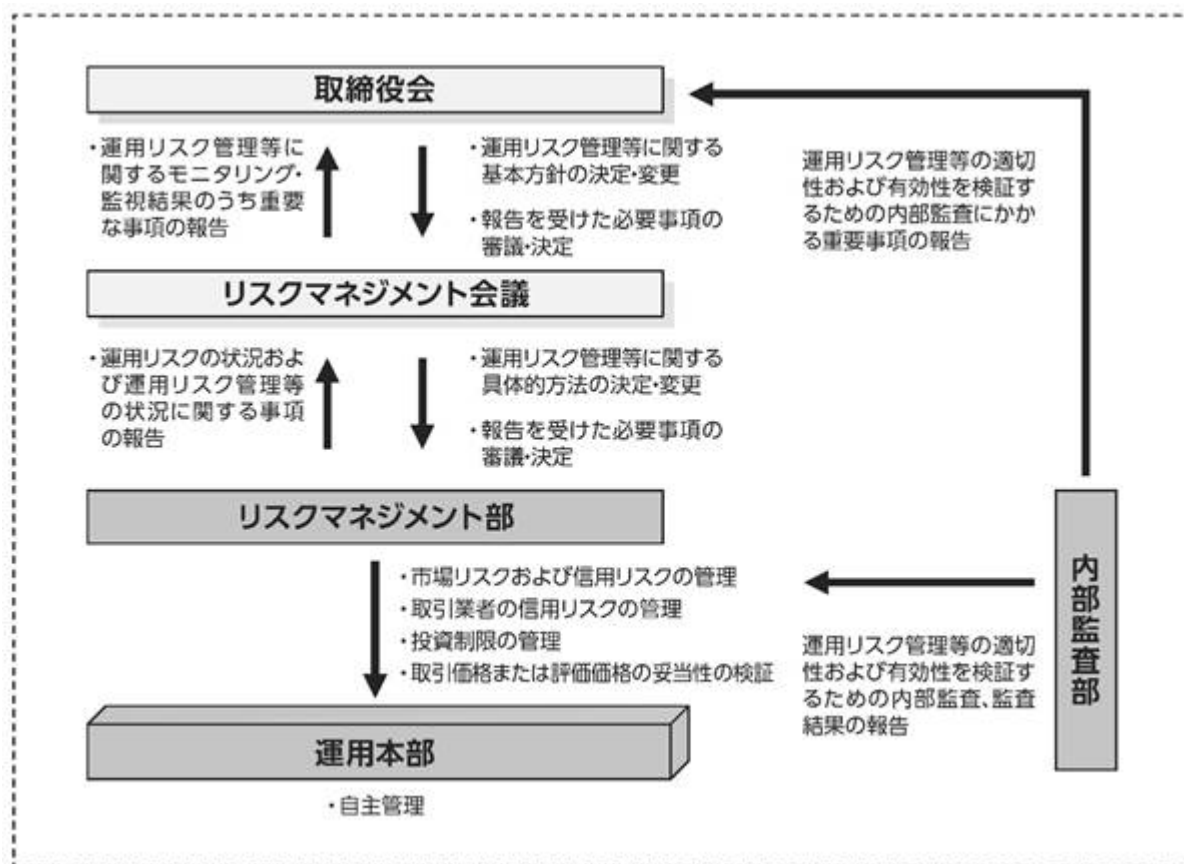 取締役会
・運用リスク管理等に
関するモニタリング・
監視結果のうち重要
な事項の報告
・運用リスク管理等に関する
基本方針の決定・変更
・報告を受けた必要事項の
審議・決定
運用リスク管理等の適切
性および有効性を検証す
るための内部監査にかか
る重要事項の報告
リスクマネジメント会議
・運用リスクの状況およ
び運用リスク管理等
の状況に関する事項
の報告
・運用リスク管理等に関する
具体的方法の決定・変更
・報告を受けた必要事項の
審議・決定
リスクマネジメント部
・市場リスクおよび信用リスクの管理
・取引業者の信用リスクの管理
・投資制限の管理
・取引価格または評価価格の妥当性の検証
運用リスク管理等の適切
性および有効性を検証す
るための内部監査、監査
結果の報告
内部監査部
運用本部
・自主管理